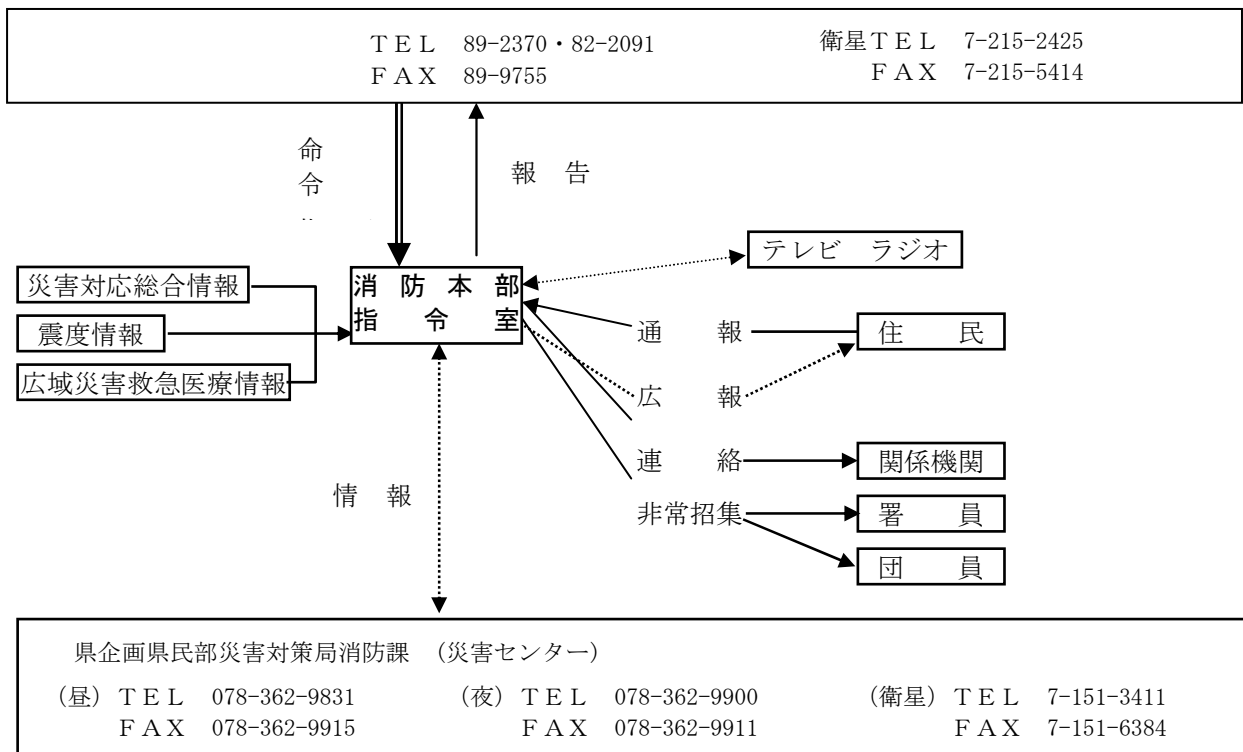 ＴＥＬ 89-2370・82-2091 衛星ＴＥＬ 7-215-2425
ＦＡＸ 89-9755 ＦＡＸ 7-215-5414
命令
報 告
テレビ ラジオ
災害対応総合情報
震度情報
広域災害救急医療情報
消防本部
指令室
通 報
住 民
広 報
連 絡
関係機関
情 報
非常招集
署 員
団 員
県企画県民部災害対策局消防課 （災害センター）
（昼）ＴＥＬ 078-362-9831 （夜）ＴＥＬ 078-362-9900 （衛星）ＴＥＬ 7-151-3411
ＦＡＸ 078-362-9915 ＦＡＸ 078-362-9911 ＦＡＸ 7-151-6384